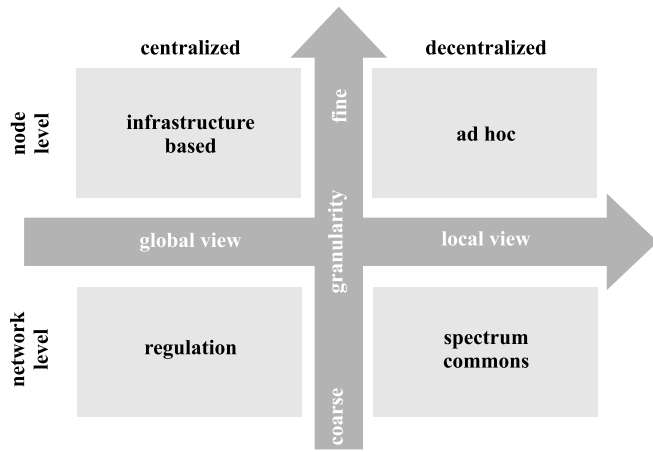 centralized
decentralized
node
level
infrastructure
based
fine
ad hoc
global view
granularity
local view
network
level
regulation
coarse
spectrum
commons